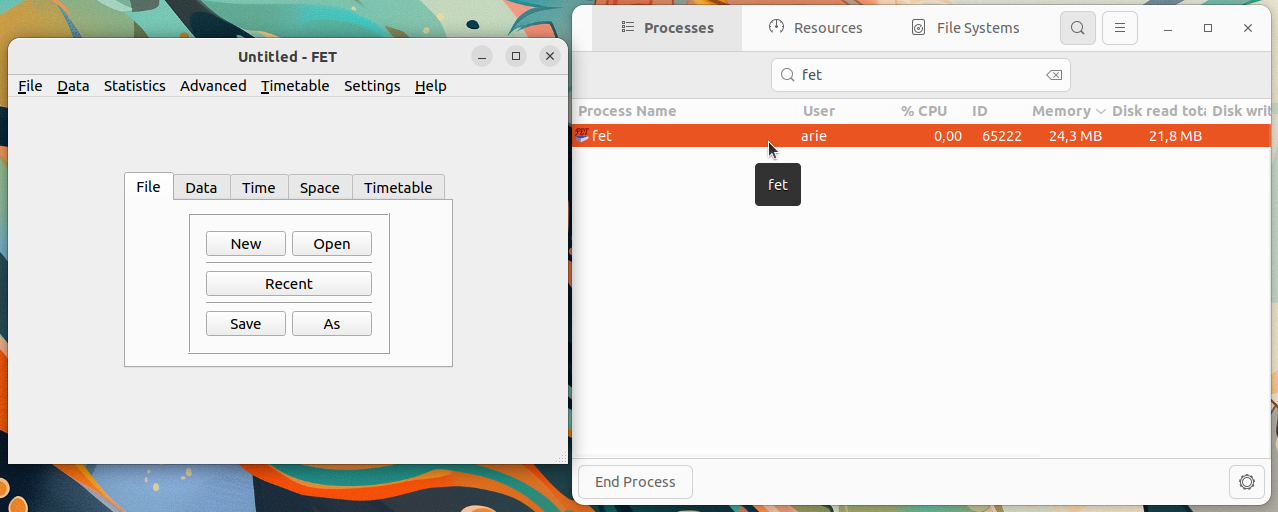 Untitled - FET
File Data Statistics Advanced Timetable Settings Help
File Data Time Space Timetable
New Open
Recent
Save As
Processes Resources File Systems
fet
Process Name User % CPU ID Memory Disk read tota Disk writ
fet arie 0,00 65222 24,3 MB 21,8 MB
fet
End Process